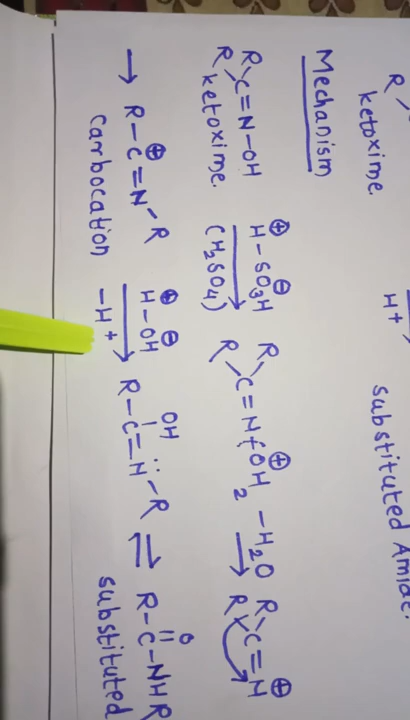 R
ketoxime.
H+
substituted Amide.
Mechanism
R
R C=N-OH
ketoxime.
⊕ ⊖
H-SO3H
(H2SO4)
R
R C=N-OH2 ⊕
-H2O
→
R
R C=N ⊕
→ R-C=N-R ⊕
Carbocation
⊕ ⊖
H-OH
-H+
OH
R-C=N̈-R
⇌
O
R-C-NHR
substituted